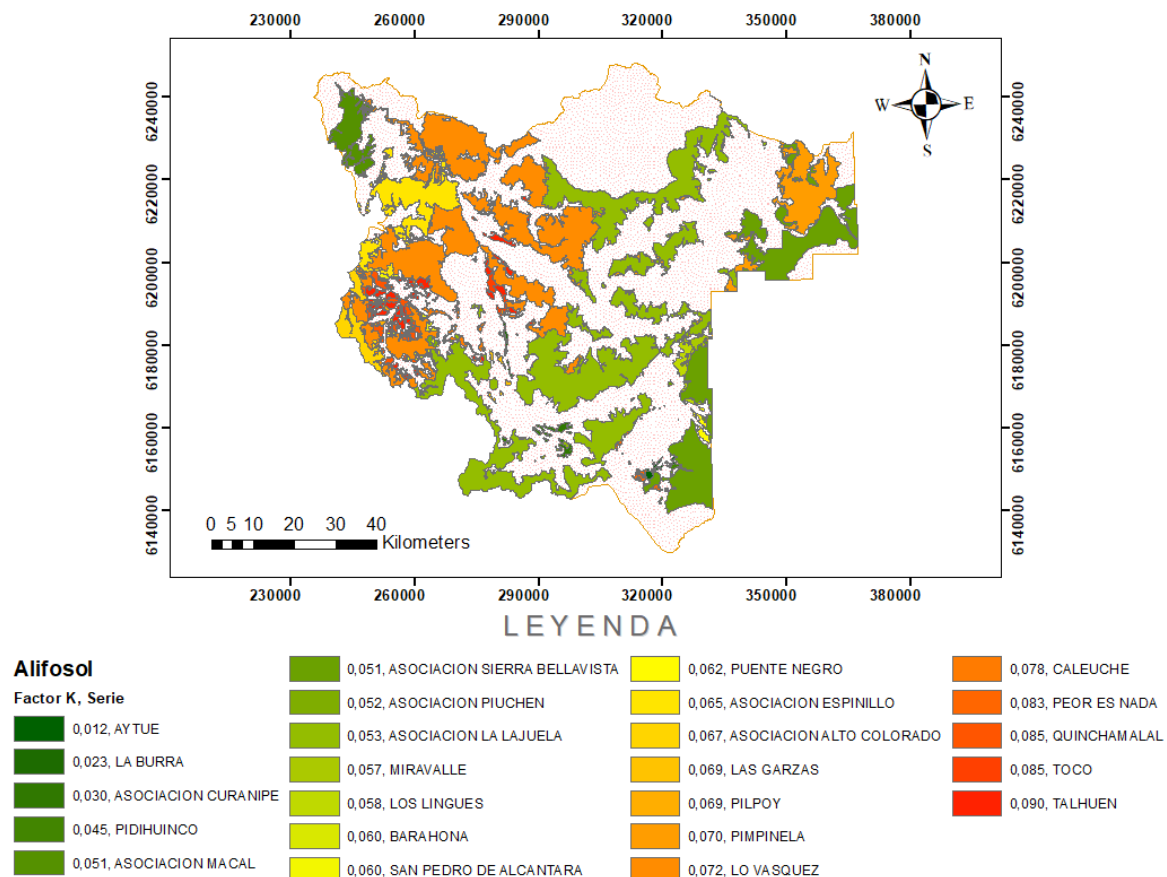 230000 260000 290000 320000 350000 380000
6240000 6240000
6220000 6220000
6200000 6200000
6180000 6180000
6160000 6160000
6140000 6140000
N
W E
S
0 5 10 20 30 40
Kilometers
230000 260000 290000 320000 350000 380000
LEYENDA
Alifosol
Factor K, Serie
0,012, AYTUE
0,023, LA BURRA
0,030, ASOCIACION CURANIPE
0,045, PIDIHUINCO
0,051, ASOCIACION MACAL
0,051, ASOCIACION SIERRA BELLAVISTA
0,052, ASOCIACION PIUCHEN
0,053, ASOCIACION LA LAJUELA
0,057, MIRAVALLE
0,058, LOS LINGUES
0,060, BARAHONA
0,060, SAN PEDRO DE ALCANTARA
0,062, PUENTE NEGRO
0,065, ASOCIACION ESPINILLO
0,067, ASOCIACION ALTO COLORADO
0,069, LAS GARZAS
0,069, PILPOY
0,070, PIMPINELA
0,072, LO VASQUEZ
0,078, CALEUCHE
0,083, PEOR ES NADA
0,085, QUINCHAMALAL
0,085, TOCO
0,090, TALHUEN